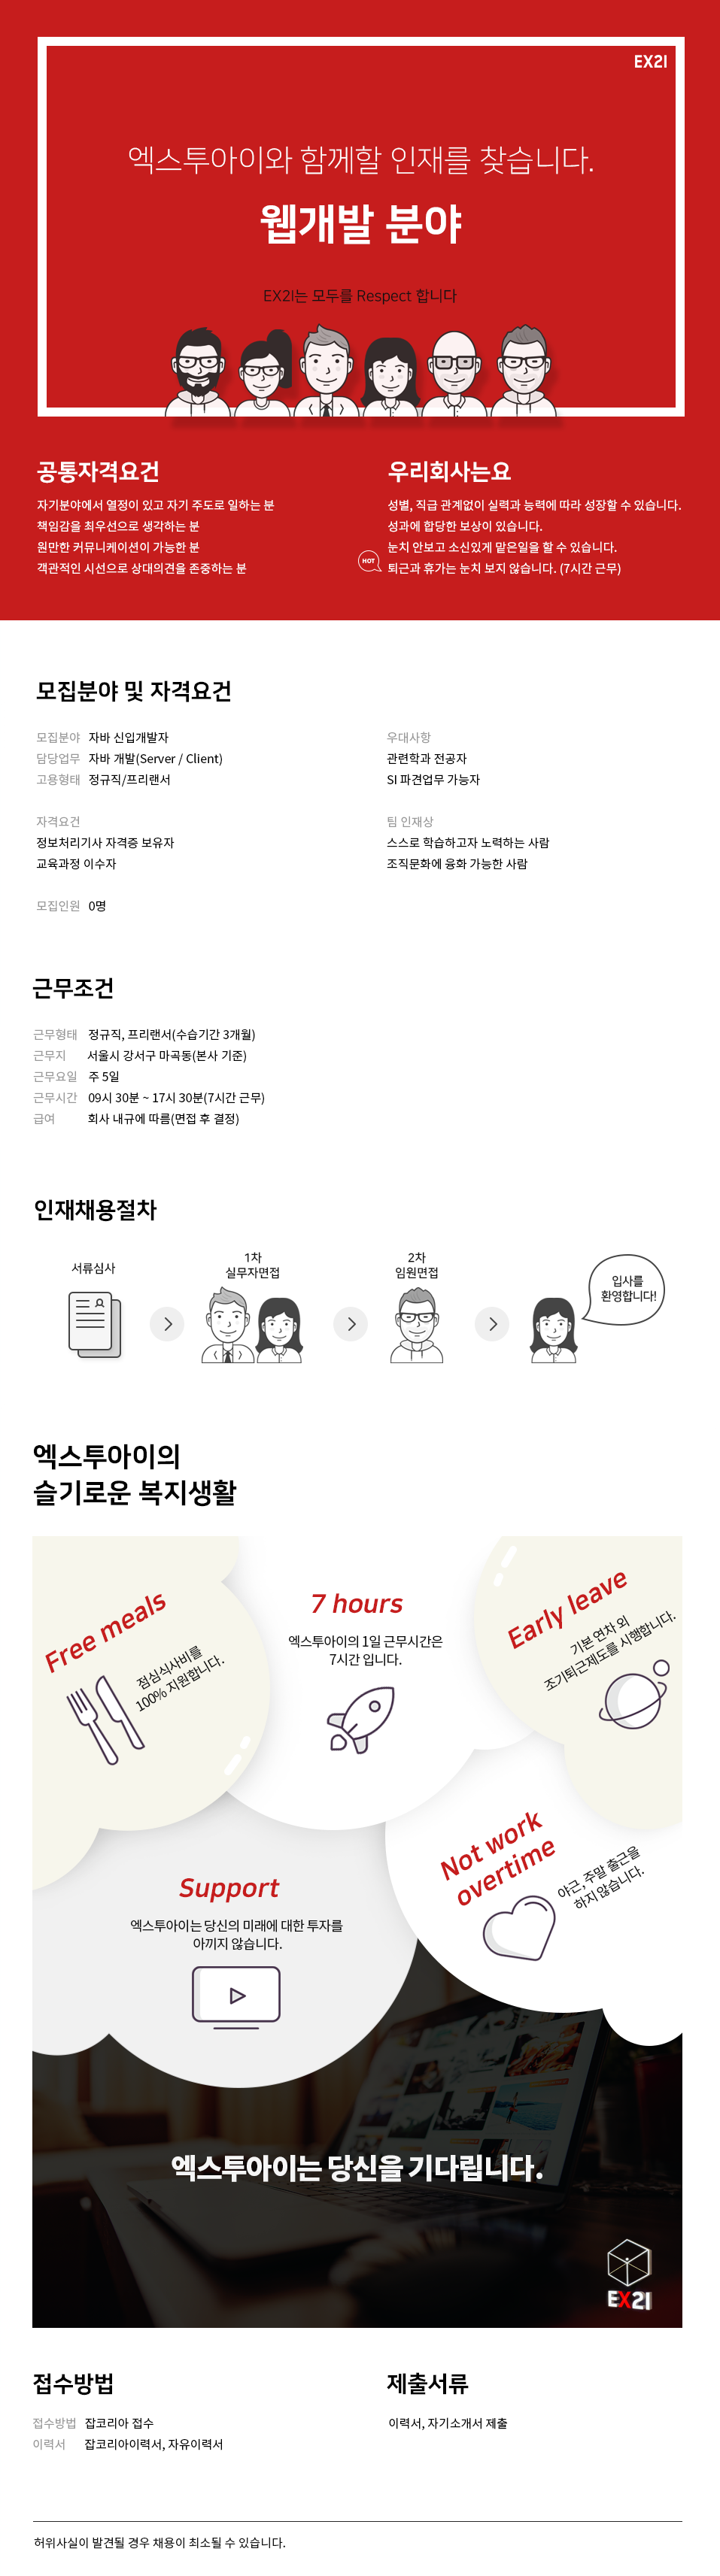 EX2I
엑스투아이와 함께할 인재를 찾습니다.
웹개발 분야
EX2I는 모두를 Respect 합니다
공통자격요건
자기분야에서 열정이 있고 자기 주도로 일하는 분
책임감을 최우선으로 생각하는 분
원만한 커뮤니케이션이 가능한 분
객관적인 시선으로 상대의견을 존중하는 분
우리회사는요
성별, 직급 관계없이 실력과 능력에 따라 성장할 수 있습니다.
성과에 합당한 보상이 있습니다.
눈치 안보고 소신있게 맡은일을 할 수 있습니다.
HOT 퇴근과 휴가는 눈치 보지 않습니다. (7시간 근무)
모집분야 및 자격요건
모집분야 자바 신입개발자
담당업무 자바 개발(Server / Client)
고용형태 정규직/프리랜서
자격요건
정보처리기사 자격증 보유자
교육과정 이수자
모집인원 0명
우대사항
관련학과 전공자
SI 파견업무 가능자
팀 인재상
스스로 학습하고자 노력하는 사람
조직문화에 융화 가능한 사람
근무조건
근무형태 정규직, 프리랜서(수습기간 3개월)
근무지 서울시 강서구 마곡동(본사 기준)
근무요일 주 5일
근무시간 09시 30분 ~ 17시 30분(7시간 근무)
급여 회사 내규에 따름(면접 후 결정)
인재채용절차
서류심사
1차
실무자면접
2차
임원면접
입사를
환영합니다!
엑스투아이의
슬기로운 복지생활
Free meals
점심식사비를
100% 지원합니다.
7 hours
엑스투아이의 1일 근무시간은
7시간 입니다.
Early leave
기본 연차 외
조기퇴근제도를 시행합니다.
Support
엑스투아이는 당신의 미래에 대한 투자를
아끼지 않습니다.
Not work
overtime
야근, 주말 출근을
하지 않습니다.
엑스투아이는 당신을 기다립니다.
EX2I
접수방법
접수방법 잡코리아 접수
이력서 잡코리아이력서, 자유이력서
제출서류
이력서, 자기소개서 제출
허위사실이 발견될 경우 채용이 최소될 수 있습니다.